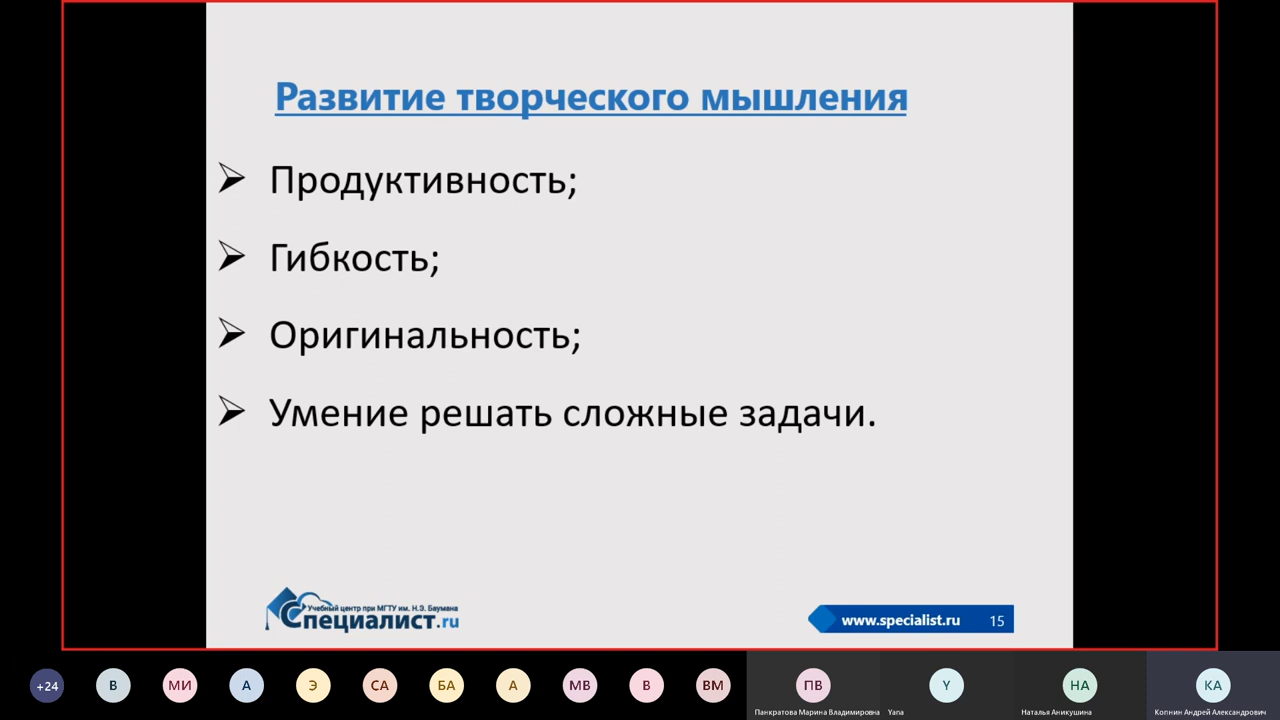 Развитие творческого мышления
Продуктивность;
Гибкость;
Оригинальность;
Умение решать сложные задачи.
Учебный центр при МГТУ им. Н.Э. Баумана
Специалист.ru
www.specialist.ru 15
+24 В МИ А Э СА БА А МВ В ВМ ПВ Y НА КА
Панкратова Марина Владимировна Yana Наталья Аникушина Копнин Андрей Александрович